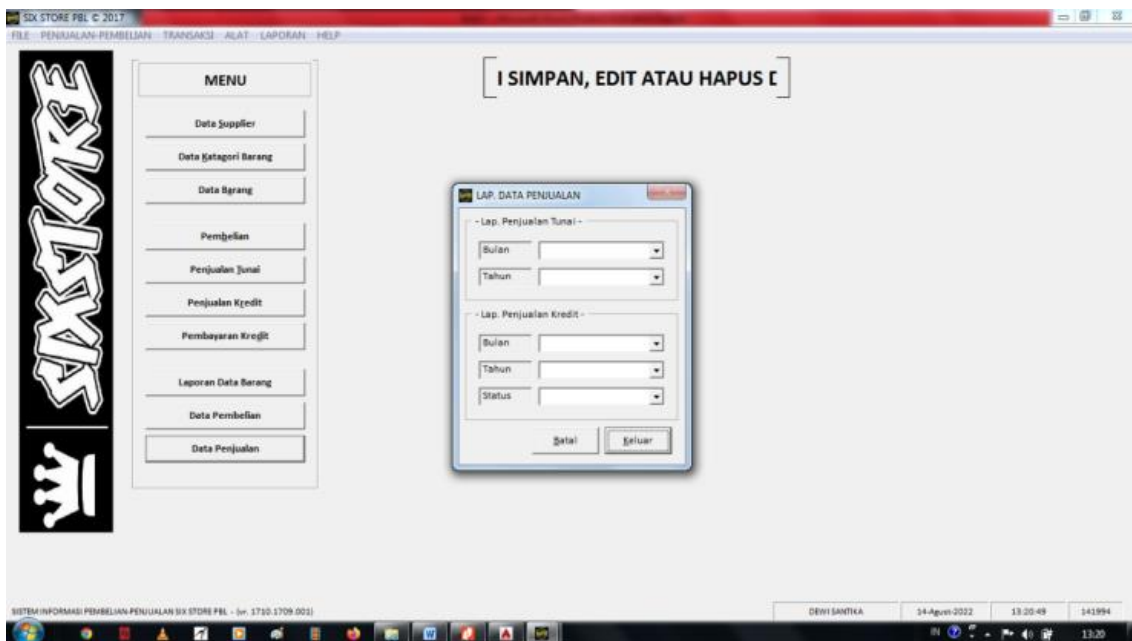 SIX STORE PBL © 2017
FILE PENJUALAN-PEMBELIAN TRANSAKSI ALAT LAPORAN HELP
SIXSTORE
MENU
Data Supplier
Data Katagori Barang
Data Barang
Pembelian
Penjualan Tunai
Penjualan Kredit
Pembayaran Kredit
Laporan Data Barang
Data Pembelian
Data Penjualan
I SIMPAN, EDIT ATAU HAPUS D
LAP. DATA PENJUALAN
- Lap. Penjualan Tunai -
Bulan
Tahun
- Lap. Penjualan Kredit -
Bulan
Tahun
Status
Batal Keluar
SISTEM INFORMASI PEMBELIAN-PENJUALAN SIX STORE PBL - (vr. 1710.1709.001)
DEWI SANTIKA 14-Agust-2022 13:20:49 141994
IN 13:20